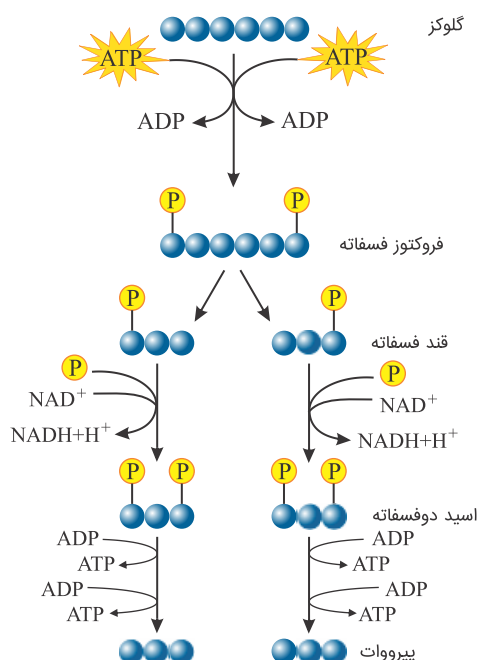 گلوکز
ATP ATP
ADP ADP
P P
فروکتوز فسفاته
P P
قند فسفاته
P P
NAD+ NAD+
NADH+H+ NADH+H+
P P P P
اسید دوفسفاته
ADP ADP
ATP ATP
ADP ADP
ATP ATP
پیرووات